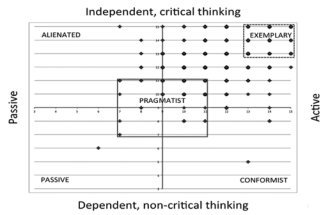 Independent, critical thinking
ALIENATED
EXEMPLARY
PRAGMATIST
Passive
Active
PASSIVE
CONFORMIST
Dependent, non-critical thinking